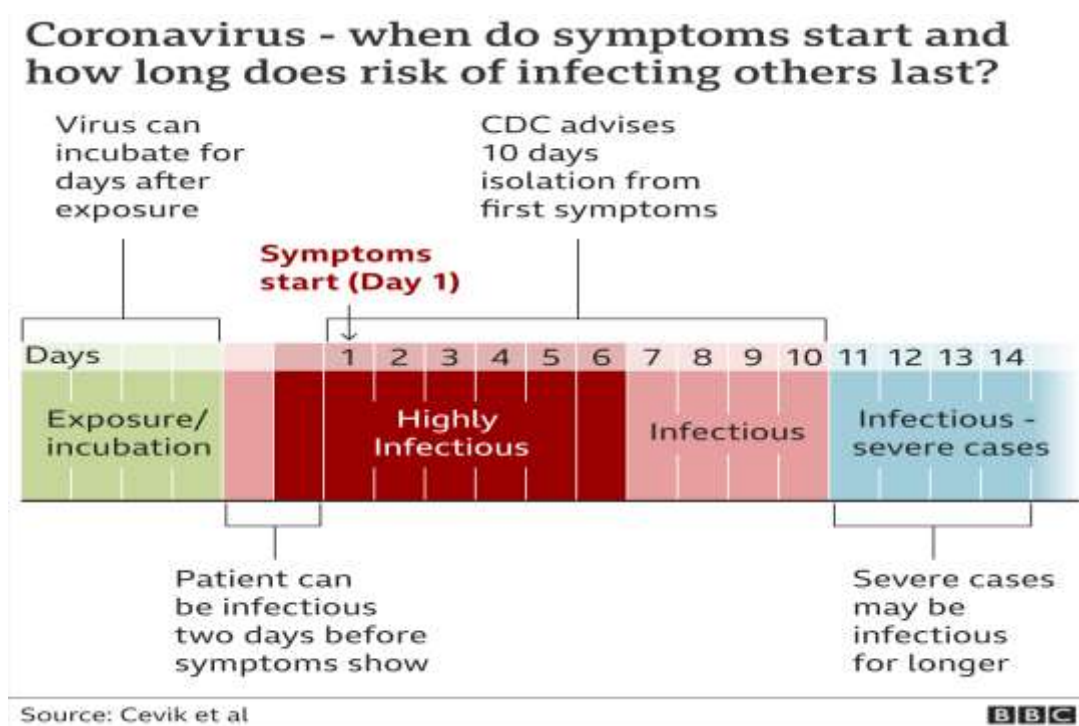 Coronavirus - when do symptoms start and
how long does risk of infecting others last?
Virus can
incubate for
days after
exposure
CDC advises
10 days
isolation from
first symptoms
Symptoms
start (Day 1)
Days 1 2 3 4 5 6 7 8 9 10 11 12 13 14
Exposure/
incubation
Highly
Infectious
Infectious
Infectious -
severe cases
Patient can
be infectious
two days before
symptoms show
Severe cases
may be
infectious
for longer
Source: Cevik et al
BBC